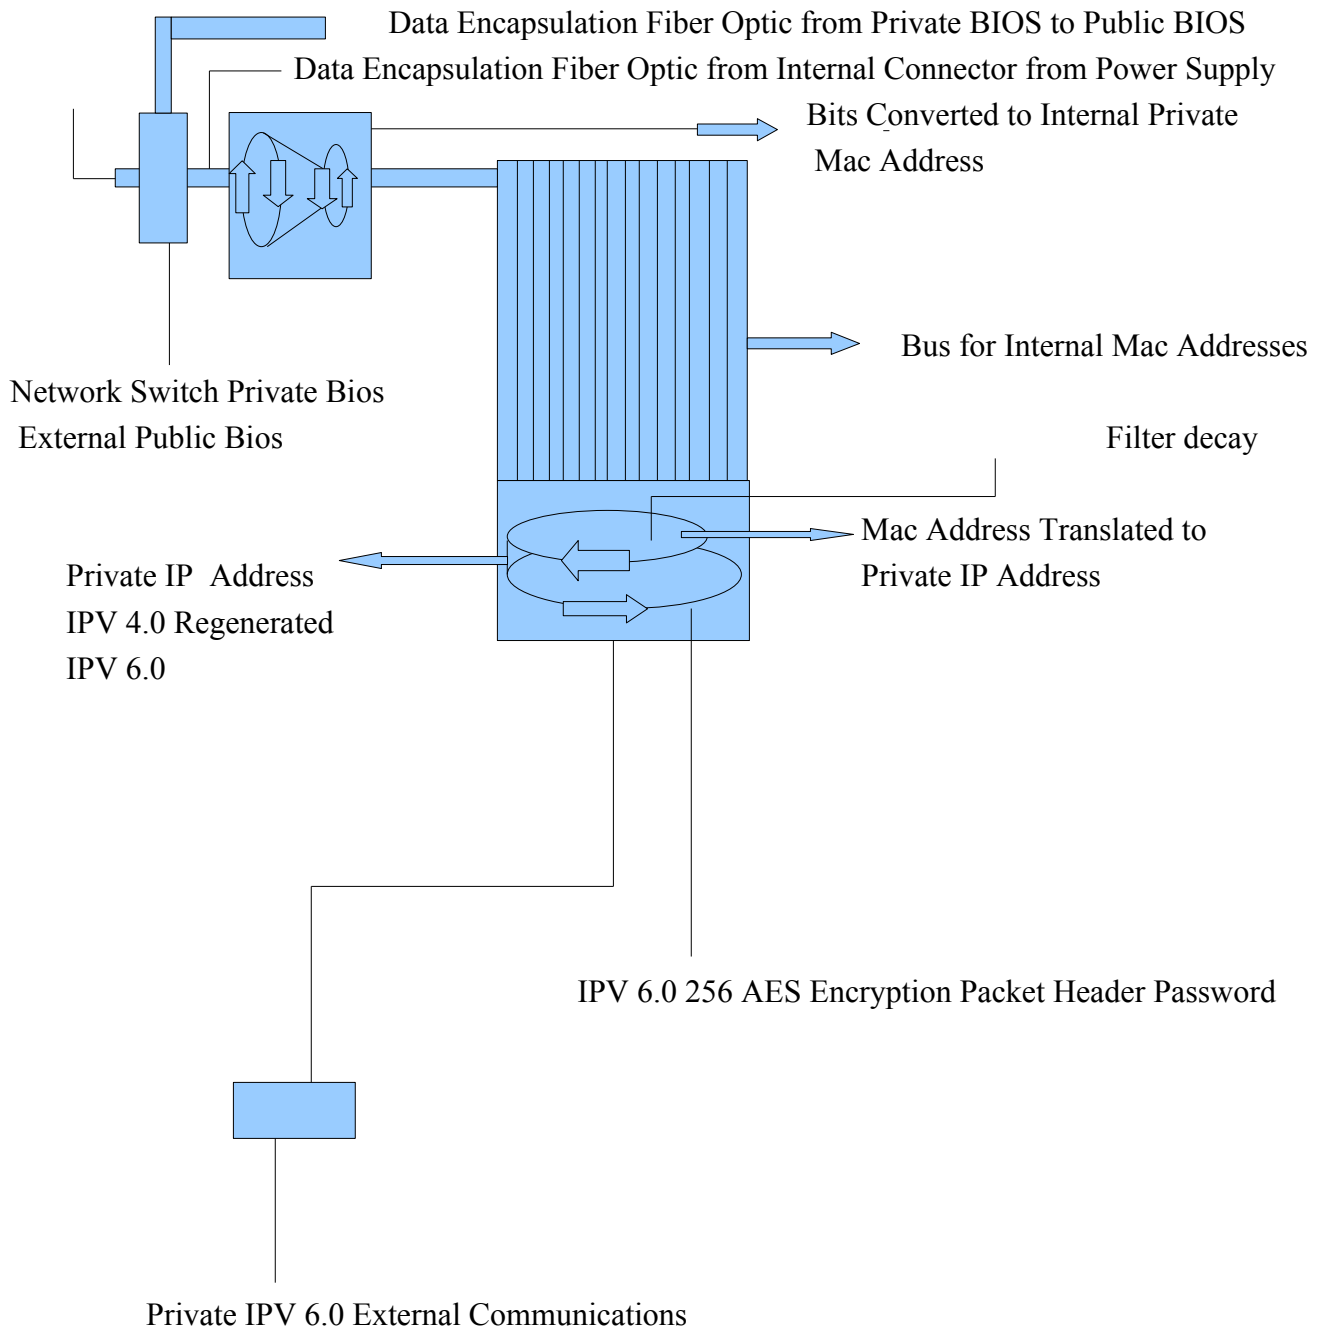 Data Encapsulation Fiber Optic from Private BIOS to Public BIOS
Data Encapsulation Fiber Optic from Internal Connector from Power Supply
Bits Converted to Internal Private
Mac Address
Bus for Internal Mac Addresses
Network Switch Private Bios
External Public Bios
Filter decay
Mac Address Translated to
Private IP Address
Private IP Address
IPV 4.0 Regenerated
IPV 6.0
IPV 6.0 256 AES Encryption Packet Header Password
Private IPV 6.0 External Communications